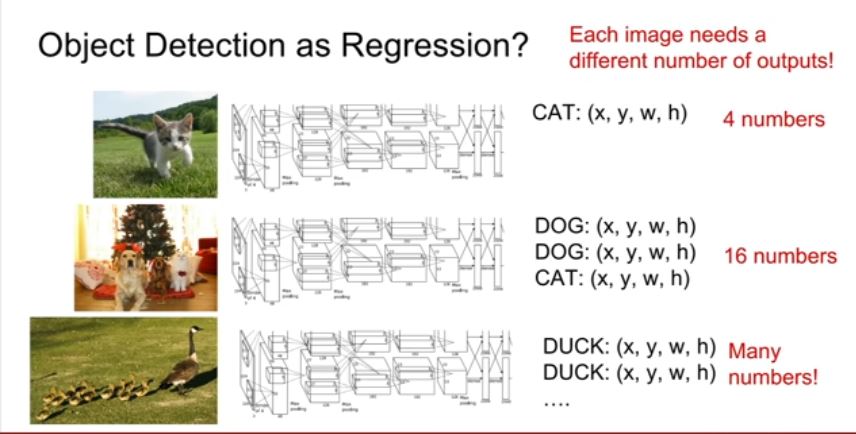 Object Detection as Regression?
Each image needs a
different number of outputs!
CAT: (x, y, w, h)
4 numbers
DOG: (x, y, w, h)
DOG: (x, y, w, h)
CAT: (x, y, w, h)
16 numbers
DUCK: (x, y, w, h)
DUCK: (x, y, w, h)
....
Many
numbers!